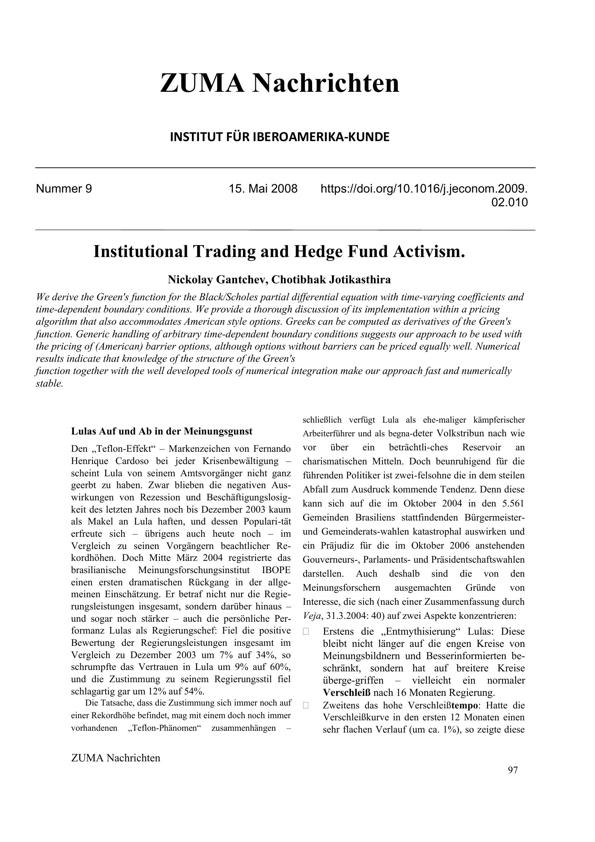 ZUMA Nachrichten
INSTITUT FÜR IBEROAMERIKA-KUNDE
Nummer 9 15. Mai 2008 https://doi.org/10.1016/j.jeconom.2009.
02.010
Institutional Trading and Hedge Fund Activism.
Nickolay Gantchev, Chotibhak Jotikasthira
We derive the Green's function for the Black/Scholes partial differential equation with time-varying coefficients and
time-dependent boundary conditions. We provide a thorough discussion of its implementation within a pricing
algorithm that also accommodates American style options. Greeks can be computed as derivatives of the Green's
function. Generic handling of arbitrary time-dependent boundary conditions suggests our approach to be used with
the pricing of (American) barrier options, although options without barriers can be priced equally well. Numerical
results indicate that knowledge of the structure of the Green's
function together with the well developed tools of numerical integration make our approach fast and numerically
stable.
Lulas Auf und Ab in der Meinungsgunst
Den „Teflon-Effekt“ – Markenzeichen von Fernando
Henrique Cardoso bei jeder Krisenbewältigung –
scheint Lula von seinem Amtsvorgänger nicht ganz
geerbt zu haben. Zwar blieben die negativen Aus-
wirkungen von Rezession und Beschäftigungslosig-
keit des letzten Jahres noch bis Dezember 2003 kaum
als Makel an Lula haften, und dessen Populari-tät
erfreute sich – übrigens auch heute noch – im
Vergleich zu seinen Vorgängern beachtlicher Re-
kordhöhen. Doch Mitte März 2004 registrierte das
brasilianische Meinungsforschungsinstitut IBOPE
einen ersten dramatischen Rückgang in der allge-
meinen Einschätzung. Er betraf nicht nur die Regie-
rungsleistungen insgesamt, sondern darüber hinaus –
und sogar noch stärker – auch die persönliche Per-
formanz Lulas als Regierungschef: Fiel die positive
Bewertung der Regierungsleistungen insgesamt im
Vergleich zu Dezember 2003 um 7% auf 34%, so
schrumpfte das Vertrauen in Lula um 9% auf 60%,
und die Zustimmung zu seinem Regierungsstil fiel
schlagartig gar um 12% auf 54%.
Die Tatsache, dass die Zustimmung sich immer noch auf
einer Rekordhöhe befindet, mag mit einem doch noch immer
vorhandenen „Teflon-Phänomen“ zusammenhängen –
schließlich verfügt Lula als ehe-maliger kämpferischer
Arbeiterführer und als begna-deter Volkstribun nach wie
vor über ein beträchtli-ches Reservoir an
charismatischen Mitteln. Doch beunruhigend für die
führenden Politiker ist zwei-felsohne die in dem steilen
Abfall zum Ausdruck kommende Tendenz. Denn diese
kann sich auf die im Oktober 2004 in den 5.561
Gemeinden Brasiliens stattfindenden Bürgermeister-
und Gemeinderats-wahlen katastrophal auswirken und
ein Präjudiz für die im Oktober 2006 anstehenden
Gouverneurs-, Parlaments- und Präsidentschaftswahlen
darstellen. Auch deshalb sind die von den
Meinungsforschern ausgemachten Gründe von
Interesse, die sich (nach einer Zusammenfassung durch
Veja, 31.3.2004: 40) auf zwei Aspekte konzentrieren:
Erstens die „Entmythisierung“ Lulas: Diese
bleibt nicht länger auf die engen Kreise von
Meinungsbildnern und Besserinformierten be-
schränkt, sondern hat auf breitere Kreise
überge-griffen – vielleicht ein normaler
Verschleiß nach 16 Monaten Regierung.
Zweitens das hohe Verschleißtempo: Hatte die
Verschleißkurve in den ersten 12 Monaten einen
sehr flachen Verlauf (um ca. 1%), so zeigte diese
ZUMA Nachrichten
97